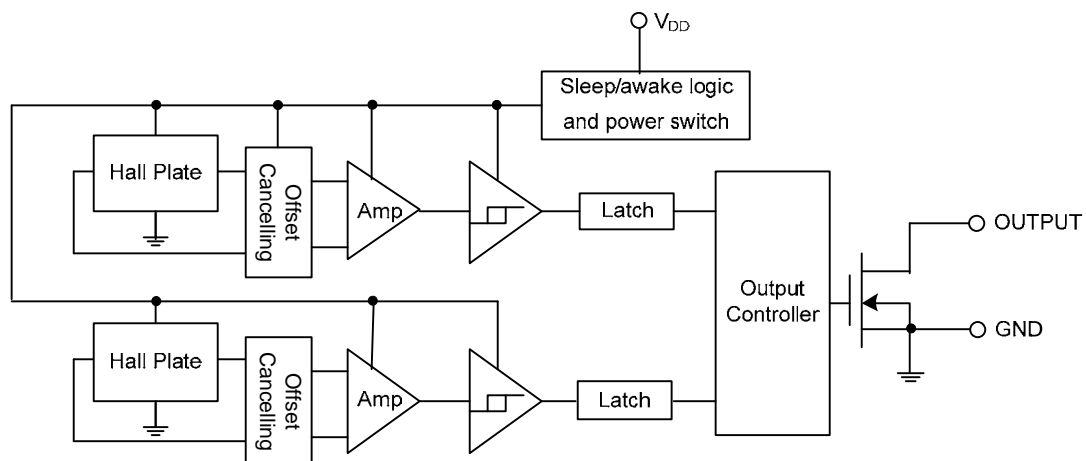 V_DD
Sleep/awake logic
and power switch
Hall Plate
Offset
Cancelling
Amp
Latch
Output
Controller
OUTPUT
GND
Hall Plate
Offset
Cancelling
Amp
Latch